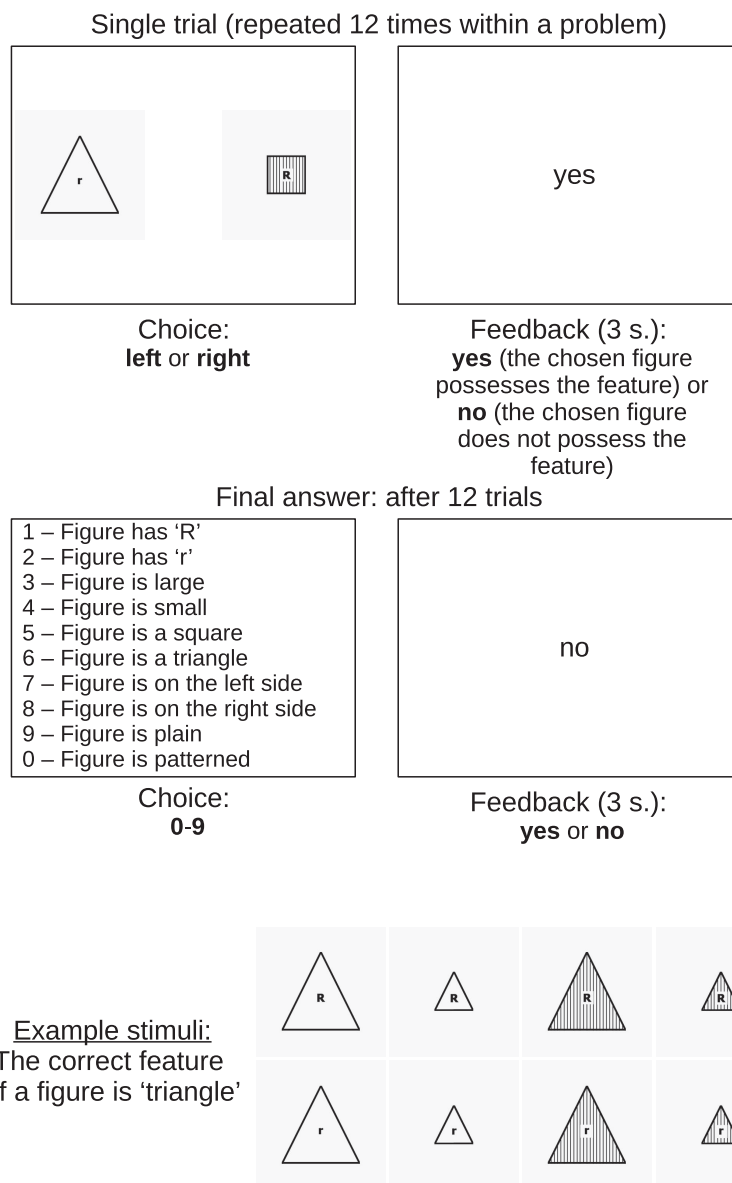 Single trial (repeated 12 times within a problem)
r
R
yes
Choice:
left or right
Feedback (3 s.):
yes (the chosen figure
possesses the feature) or
no (the chosen figure
does not possess the
feature)
Final answer: after 12 trials
1 – Figure has ‘R’
2 – Figure has ‘r’
3 – Figure is large
4 – Figure is small
5 – Figure is a square
6 – Figure is a triangle
7 – Figure is on the left side
8 – Figure is on the right side
9 – Figure is plain
0 – Figure is patterned
no
Choice:
0-9
Feedback (3 s.):
yes or no
Example stimuli:
The correct feature
f a figure is ‘triangle’
R R R R
r r r r